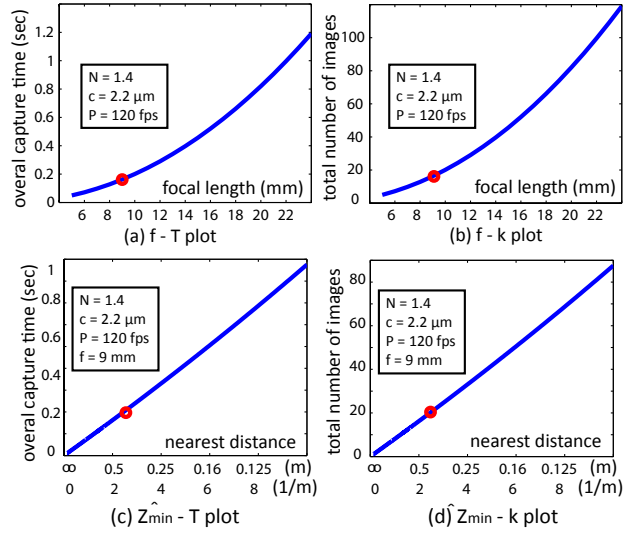 overal capture time (sec)
1.2
1
0.8
0.6
0.4
0.2
0
N = 1.4
c = 2.2 μm
P = 120 fps
focal length (mm)
6 8 10 12 14 16 18 20 22
(a) f - T plot
total number of images
100
80
60
40
20
0
N = 1.4
c = 2.2 μm
P = 120 fps
focal length (mm)
6 8 10 12 14 16 18 20 22
(b) f - k plot
overal capture time (sec)
1
0.8
0.6
0.4
0.2
0
N = 1.4
c = 2.2 μm
P = 120 fps
f = 9 mm
nearest distance
∞ 0.5 0.25 0.16 0.125 (m)
0 2 4 6 8 (1/m)
(c) Ẑmin - T plot
total number of images
80
60
40
20
0
N = 1.4
c = 2.2 μm
P = 120 fps
f = 9 mm
nearest distance
∞ 0.5 0.25 0.16 0.125 (m)
0 2 4 6 8 (1/m)
(d) Ẑmin - k plot